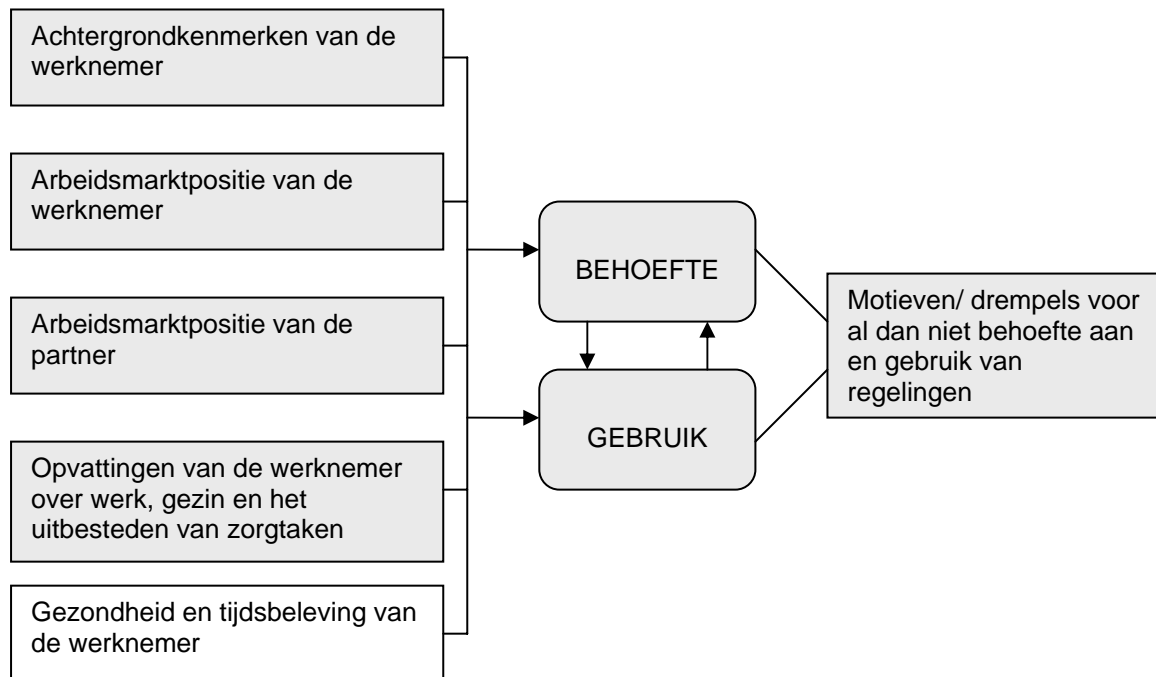 Achtergrondkenmerken van de
werknemer
Arbeidsmarktpositie van de
werknemer
Arbeidsmarktpositie van de
partner
Opvattingen van de werknemer
over werk, gezin en het
uitbesteden van zorgtaken
Gezondheid en tijdsbeleving van
de werknemer
BEHOEFTE
GEBRUIK
Motieven/ drempels voor
al dan niet behoefte aan
en gebruik van
regelingen